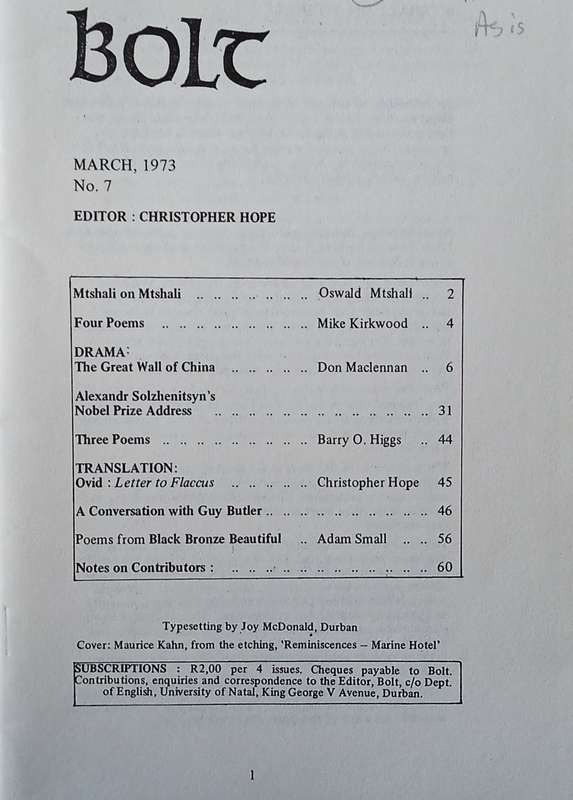 As is
BOLT
MARCH, 1973
No. 7
EDITOR : CHRISTOPHER HOPE
Mtshali on Mtshali .. .. .. .. .. .. .. Oswald Mtshali .. 2
Four Poems .. .. .. .. .. .. .. .. .. Mike Kirkwood .. 4
DRAMA:
The Great Wall of China .. .. .. .. .. Don Maclennan .. 6
Alexandr Solzhenitsyn's
Nobel Prize Address .. .. .. .. .. .. .. .. .. .. .. .. .. 31
Three Poems .. .. .. .. .. .. .. .. .. Barry O. Higgs .. 44
TRANSLATION:
Ovid : Letter to Flaccus .. .. .. .. .. Christopher Hope 45
A Conversation with Guy Butler .. .. .. .. .. .. .. .. .. .. 46
Poems from Black Bronze Beautiful .. Adam Small .. .. 56
Notes on Contributors : .. .. .. .. .. .. .. .. .. .. .. .. 60
Typesetting by Joy McDonald, Durban
Cover: Maurice Kahn, from the etching, 'Reminiscences – Marine Hotel'
SUBSCRIPTIONS : R2,00 per 4 issues. Cheques payable to Bolt.
Contributions, enquiries and correspondence to the Editor, Bolt, c/o Dept.
of English, University of Natal, King George V Avenue, Durban.
1